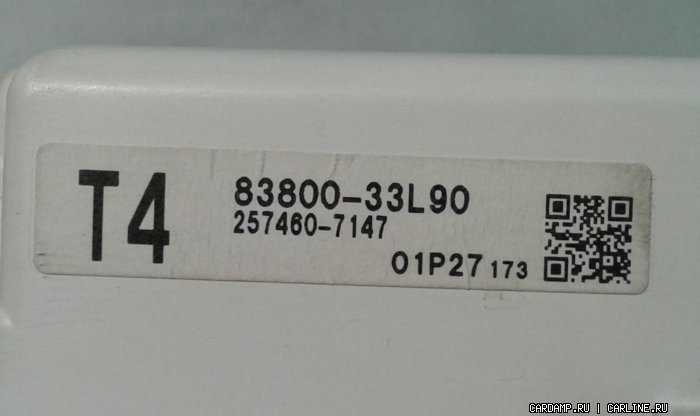 T4
83800-33L90
257460-7147
01P27 173
CARDAMP.RU | CARLINE.RU